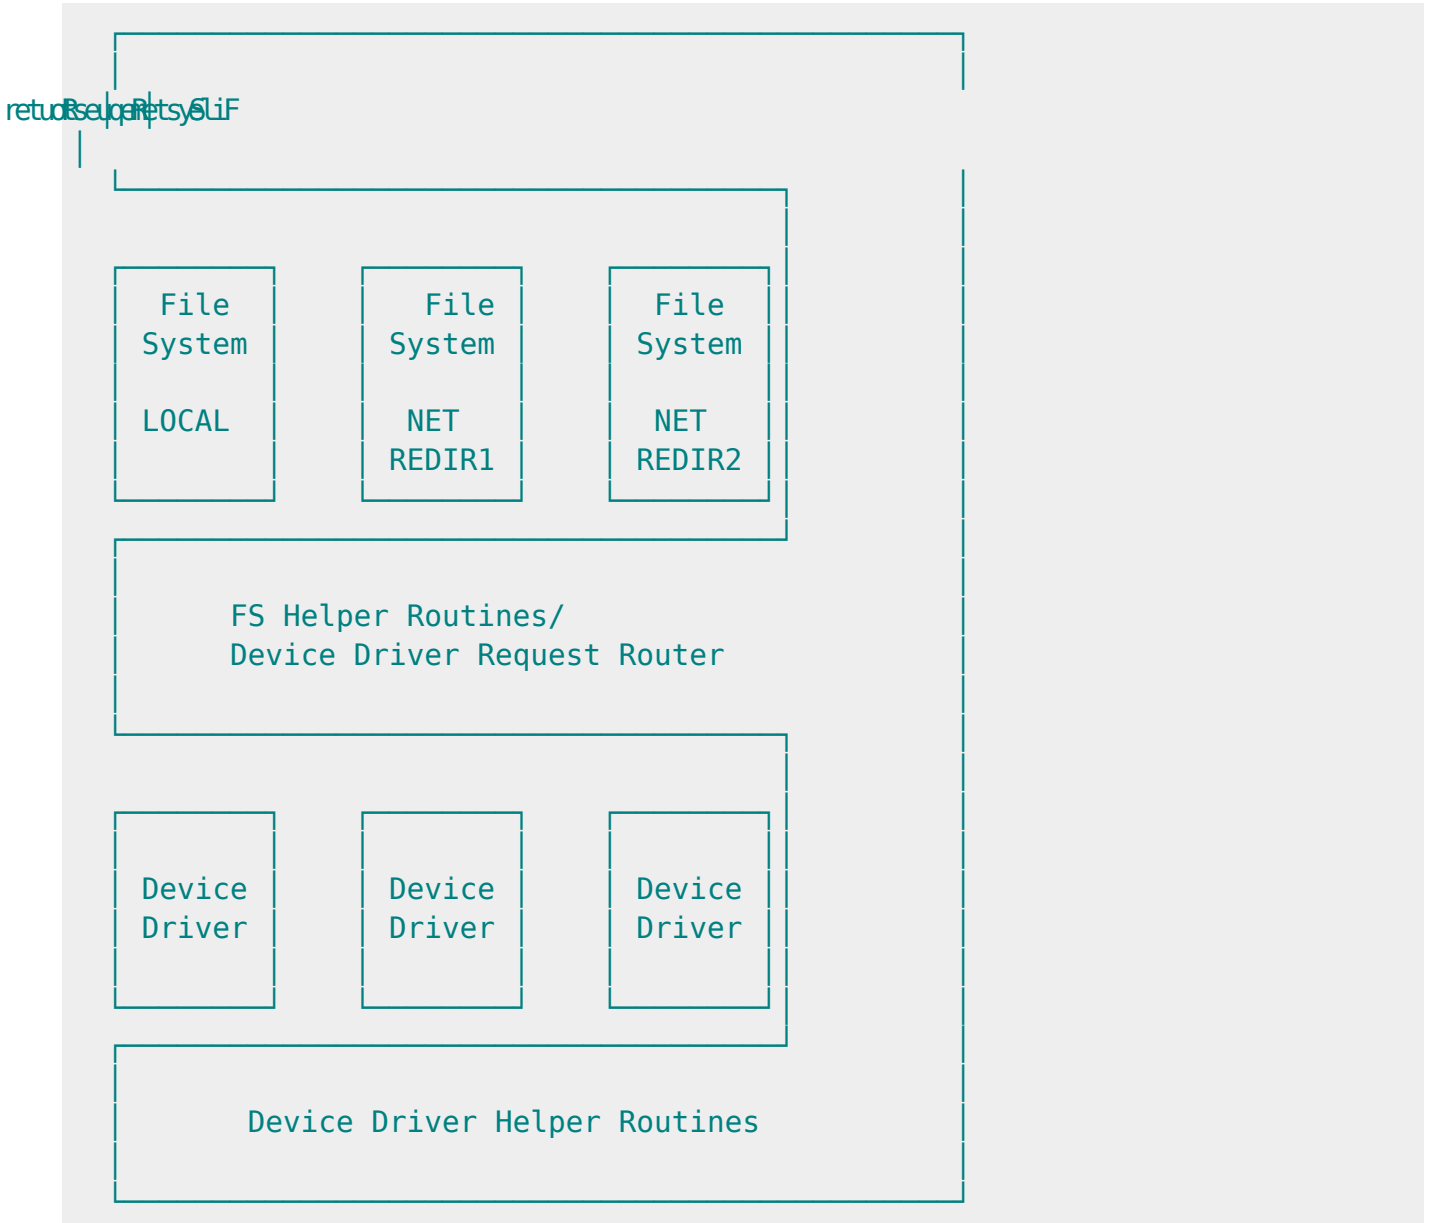 File File File
System System System
LOCAL NET NET
REDIR1 REDIR2
FS Helper Routines/
Device Driver Request Router
Device Device Device
Driver Driver Driver
Device Driver Helper Routines